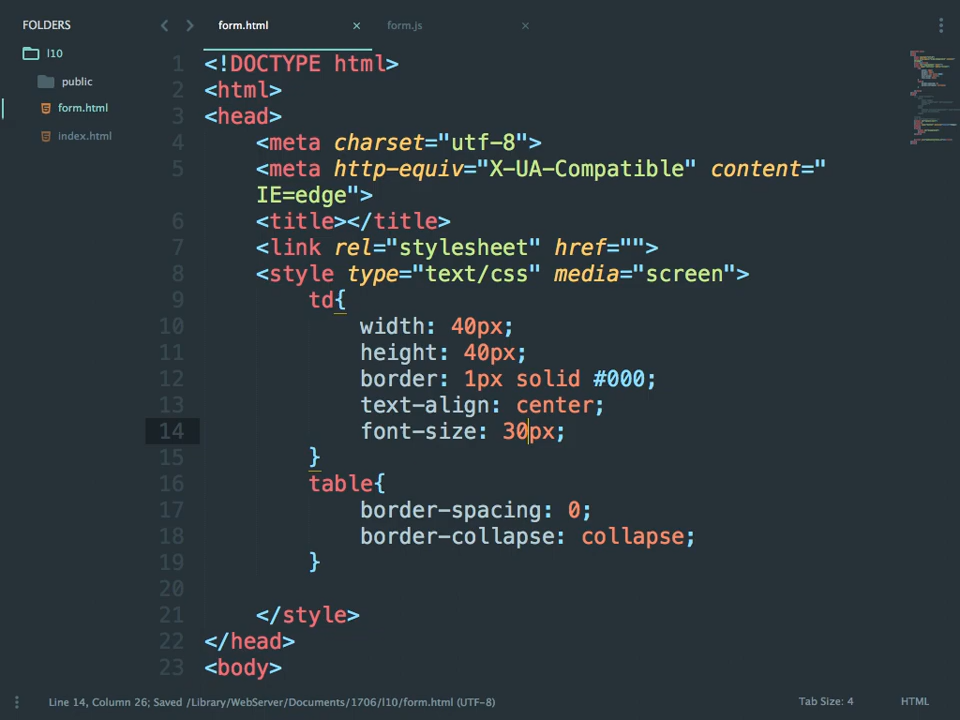 FOLDERS
l10
public
form.html
index.html
form.html × form.js ×
1 <!DOCTYPE html>
2 <html>
3 <head>
4 <meta charset="utf-8">
5 <meta http-equiv="X-UA-Compatible" content="
IE=edge">
6 <title></title>
7 <link rel="stylesheet" href="">
8 <style type="text/css" media="screen">
9 td{
10 width: 40px;
11 height: 40px;
12 border: 1px solid #000;
13 text-align: center;
14 font-size: 30px;
15 }
16 table{
17 border-spacing: 0;
18 border-collapse: collapse;
19 }
20
21 </style>
22 </head>
23 <body>
Line 14, Column 26; Saved /Library/WebServer/Documents/1706/l10/form.html (UTF-8) Tab Size: 4 HTML